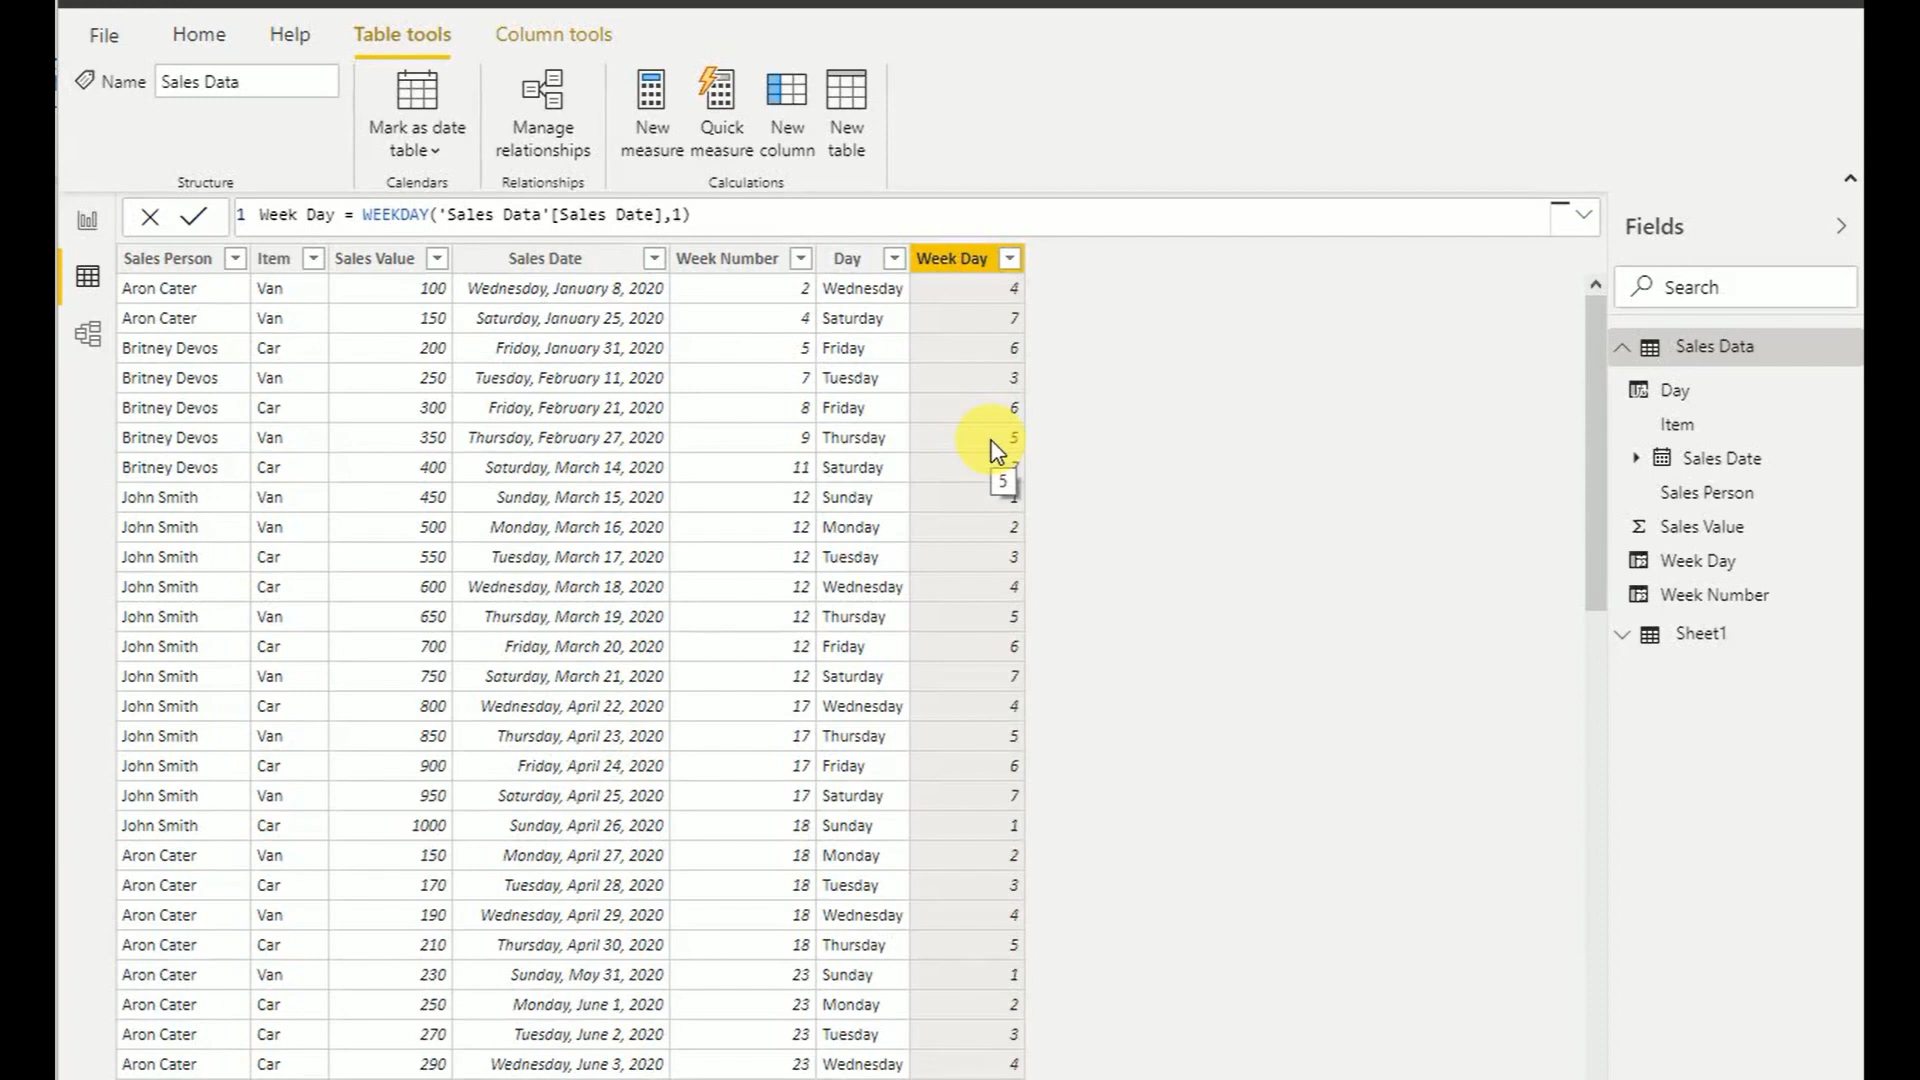 File Home Help Table tools Column tools
Name Sales Data
Mark as date table
Manage relationships
New measure
Quick measure
New column
New table
Structure Calendars Relationships Calculations
1 Week Day = WEEKDAY('Sales Data'[Sales Date],1)
Sales Person Item Sales Value Sales Date Week Number Day Week Day
Aron Cater Van 100 Wednesday, January 8, 2020 2 Wednesday 4
Aron Cater Van 150 Saturday, January 25, 2020 4 Saturday 7
Britney Devos Car 200 Friday, January 31, 2020 5 Friday 6
Britney Devos Van 250 Tuesday, February 11, 2020 7 Tuesday 3
Britney Devos Car 300 Friday, February 21, 2020 8 Friday 6
Britney Devos Van 350 Thursday, February 27, 2020 9 Thursday 5
Britney Devos Car 400 Saturday, March 14, 2020 11 Saturday 7
5
John Smith Van 450 Sunday, March 15, 2020 12 Sunday 1
John Smith Van 500 Monday, March 16, 2020 12 Monday 2
John Smith Car 550 Tuesday, March 17, 2020 12 Tuesday 3
John Smith Car 600 Wednesday, March 18, 2020 12 Wednesday 4
John Smith Van 650 Thursday, March 19, 2020 12 Thursday 5
John Smith Car 700 Friday, March 20, 2020 12 Friday 6
John Smith Van 750 Saturday, March 21, 2020 12 Saturday 7
John Smith Car 800 Wednesday, April 22, 2020 17 Wednesday 4
John Smith Van 850 Thursday, April 23, 2020 17 Thursday 5
John Smith Car 900 Friday, April 24, 2020 17 Friday 6
John Smith Van 950 Saturday, April 25, 2020 17 Saturday 7
John Smith Car 1000 Sunday, April 26, 2020 18 Sunday 1
Aron Cater Van 150 Monday, April 27, 2020 18 Monday 2
Aron Cater Car 170 Tuesday, April 28, 2020 18 Tuesday 3
Aron Cater Van 190 Wednesday, April 29, 2020 18 Wednesday 4
Aron Cater Car 210 Thursday, April 30, 2020 18 Thursday 5
Aron Cater Van 230 Sunday, May 31, 2020 23 Sunday 1
Aron Cater Car 250 Monday, June 1, 2020 23 Monday 2
Aron Cater Car 270 Tuesday, June 2, 2020 23 Tuesday 3
Aron Cater Car 290 Wednesday, June 3, 2020 23 Wednesday 4
Fields
Search
Sales Data
Day
Item
Sales Date
Sales Person
Σ Sales Value
Week Day
Week Number
Sheet1